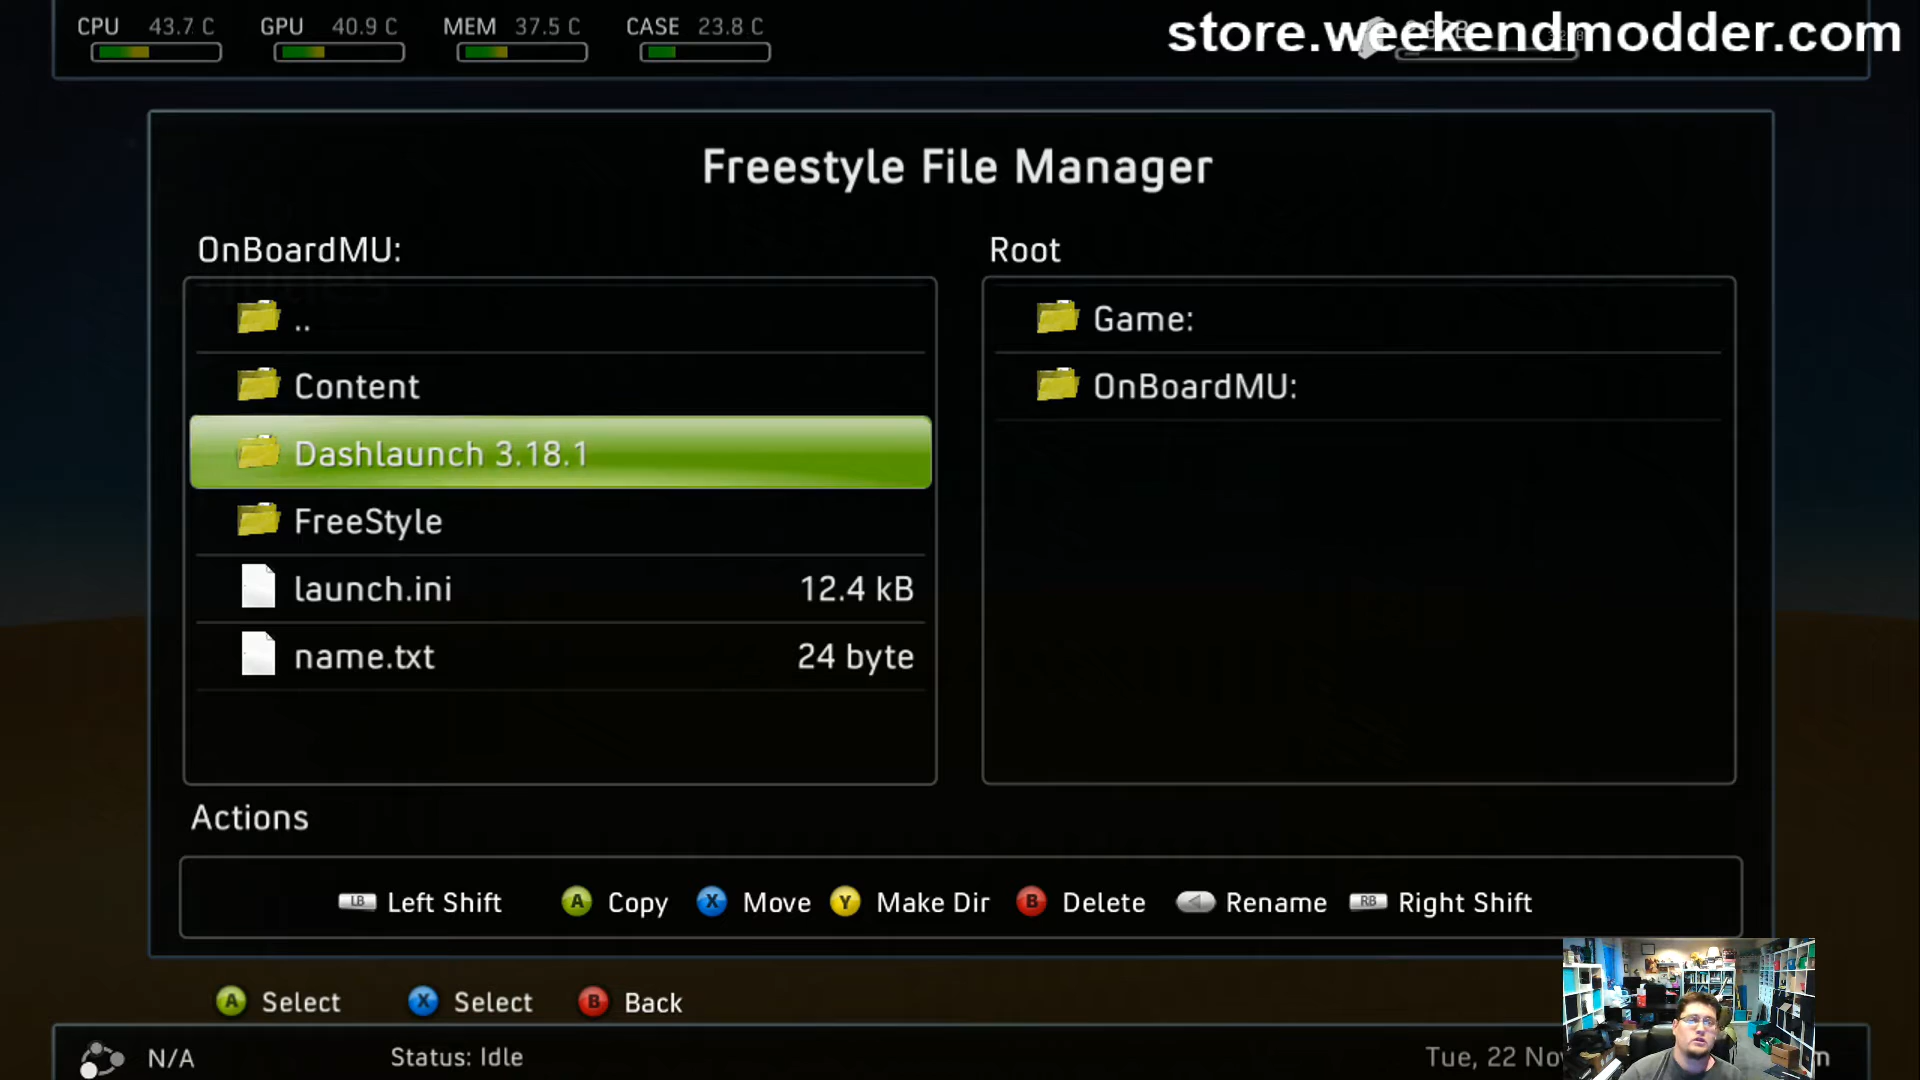 CPU 43.7 C GPU 40.9 C MEM 37.5 C CASE 23.8 C
store.weekendmodder.com
Freestyle File Manager
OnBoardMU:
..
Content
Dashlaunch 3.18.1
FreeStyle
launch.ini 12.4 kB
name.txt 24 byte
Root
Game:
OnBoardMU:
Actions
LB Left Shift A Copy X Move Y Make Dir B Delete Rename RB Right Shift
A Select X Select B Back
N/A Status: Idle Tue, 22 No